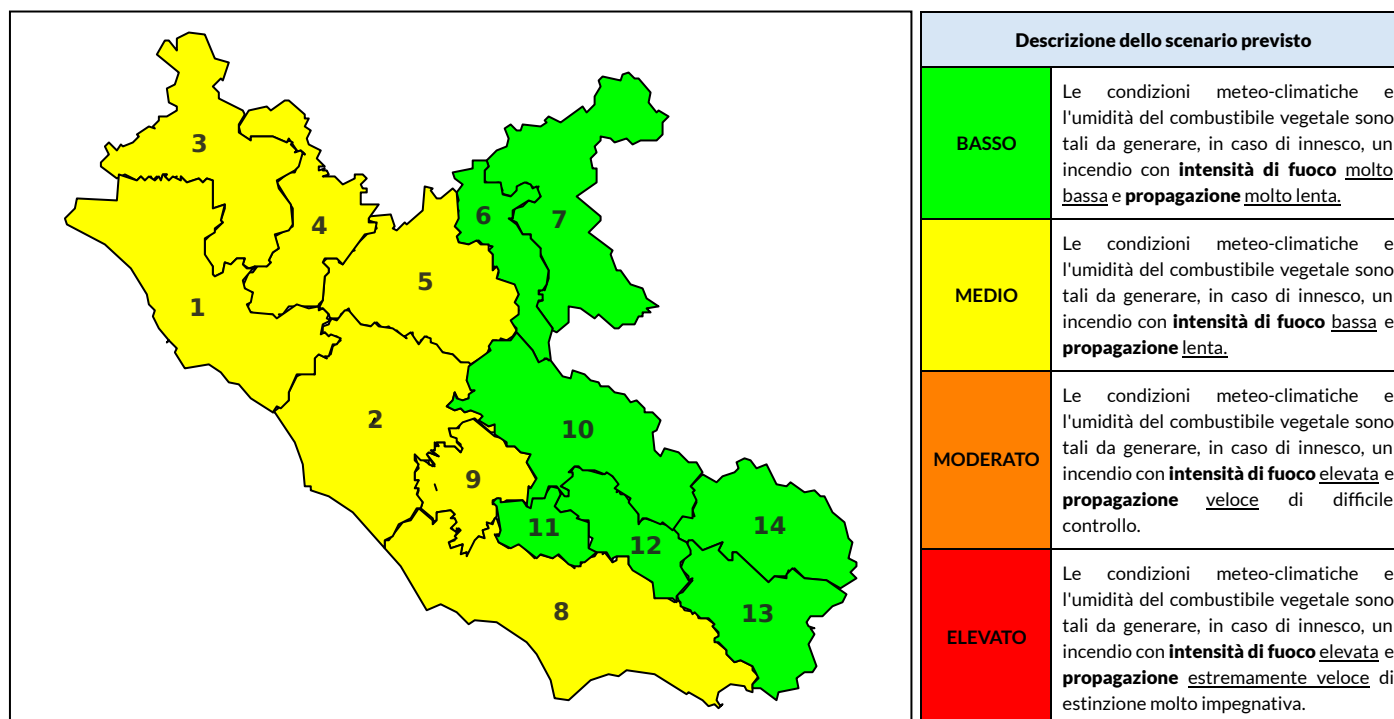 3
4
6
7
5
1
2
10
9
11
12
14
8
13
Descrizione dello scenario previsto
BASSO
Le condizioni meteo-climatiche e
l'umidità del combustibile vegetale sono
tali da generare, in caso di innesco, un
incendio con intensità di fuoco molto
bassa e propagazione molto lenta.
MEDIO
Le condizioni meteo-climatiche e
l'umidità del combustibile vegetale sono
tali da generare, in caso di innesco, un
incendio con intensità di fuoco bassa e
propagazione lenta.
MODERATO
Le condizioni meteo-climatiche e
l'umidità del combustibile vegetale sono
tali da generare, in caso di innesco, un
incendio con intensità di fuoco elevata e
propagazione veloce di difficile
controllo.
ELEVATO
Le condizioni meteo-climatiche e
l'umidità del combustibile vegetale sono
tali da generare, in caso di innesco, un
incendio con intensità di fuoco elevata e
propagazione estremamente veloce di
estinzione molto impegnativa.